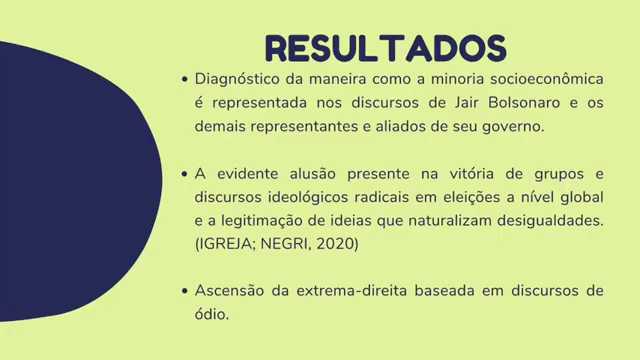 RESULTADOS
• Diagnóstico da maneira como a minoria socioeconômica
é representada nos discursos de Jair Bolsonaro e os
demais representantes e aliados de seu governo.
• A evidente alusão presente na vitória de grupos e
discursos ideológicos radicais em eleições a nível global
e a legitimação de ideias que naturalizam desigualdades.
(IGREJA; NEGRI, 2020)
• Ascensão da extrema-direita baseada em discursos de
ódio.